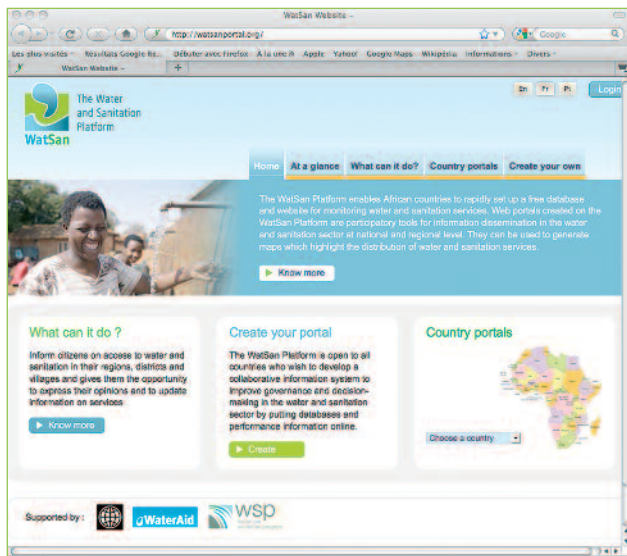 WatSan Website –
http://watsanportal.org/
Google
Les plus visités Résultats Google Re... Débuter avec Firefox À la une Apple Yahoo! Google Maps Wikipédia Informations Divers
WatSan Website –
En Fr Pt Login
The Water
and Sanitation
Platform
WatSan
Home At a glance What can it do? Country portals Create your own
The WatSan Platform enables African countries to rapidly set up a free database
and website for monitoring water and sanitation services. Web portals created on the
WatSan Platform are participatory tools for information dissemination in the water
and sanitation sector at national and regional level. They can be used to generate
maps which highlight the distribution of water and sanitation services.
Know more
What can it do ?
Inform citizens on access to water and
sanitation in their regions, districts and
villages and gives them the opportunity
to express their opinions and to update
information on services
Know more
Create your portal
The WatSan Platform is open to all
countries who wish to develop a
collaborative information system to
improve governance and decision-
making in the water and sanitation
sector by putting databases and
performance information online.
Create
Country portals
Choose a country
Supported by :
WaterAid
wsp